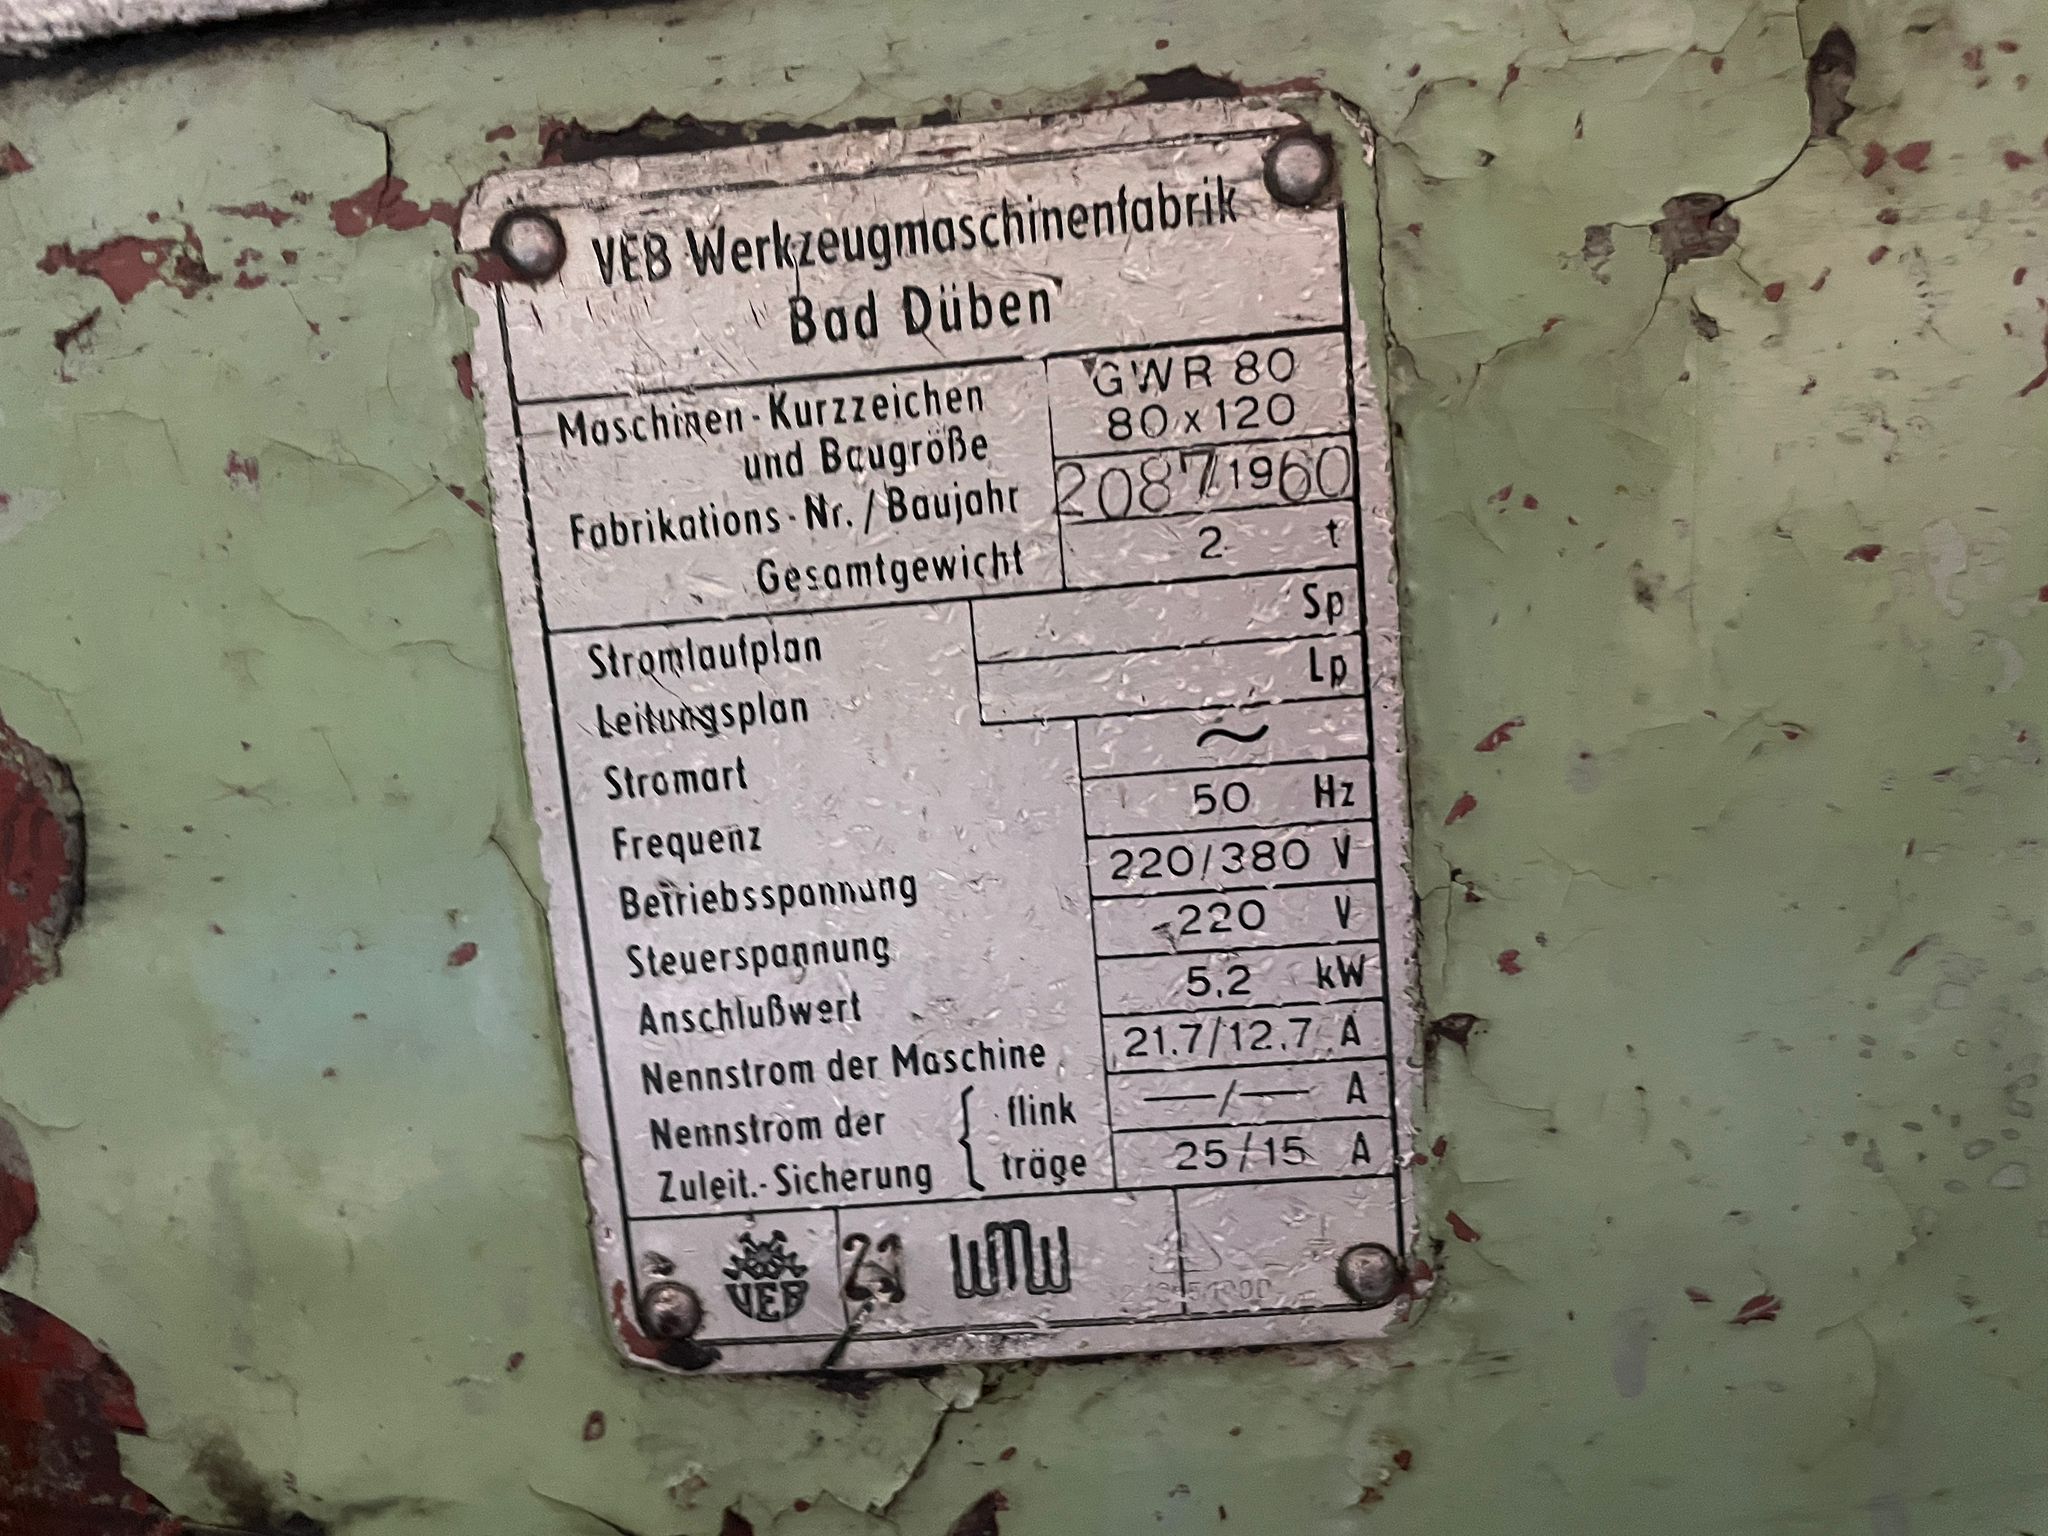 VEB Werkzeugmaschinenfabrik
Bad Düben
Maschinen-Kurzzeichen GWR 80
und Baugröße 80 x 120
Fabrikations-Nr./Baujahr 2087/1960
Gesamtgewicht 2 t
Stromlaufplan Sp
Leitungsplan Lp
Stromart ~
Frequenz 50 Hz
Betriebsspannung 220/380 V
Steuerspannung 220 V
Anschlußwert 5,2 kW
Nennstrom der Maschine 21,7/12,7 A
Nennstrom der { flink —/— A
Zuleit.-Sicherung { träge 25/15 A
VEB WMW